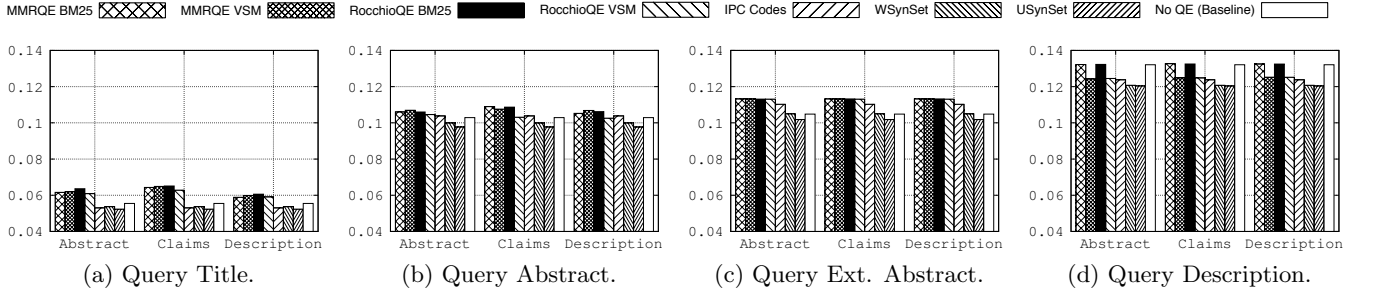 MMRQE BM25 MMRQE VSM RocchioQE BM25 RocchioQE VSM IPC Codes WSynSet USynSet No QE (Baseline)
0.14
0.12
0.1
0.08
0.06
0.04
Abstract Claims Description
(a) Query Title.
0.14
0.12
0.1
0.08
0.06
0.04
Abstract Claims Description
(b) Query Abstract.
0.14
0.12
0.1
0.08
0.06
0.04
Abstract Claims Description
(c) Query Ext. Abstract.
0.14
0.12
0.1
0.08
0.06
0.04
Abstract Claims Description
(d) Query Description.